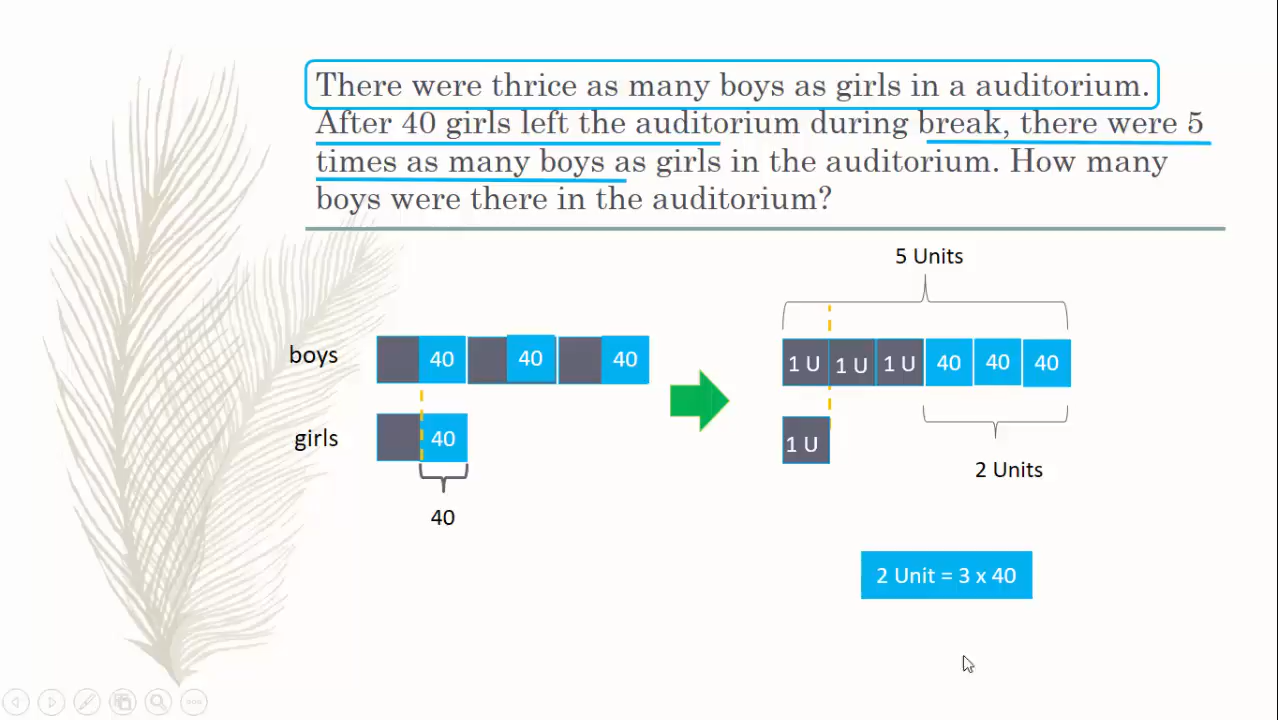 There were thrice as many boys as girls in a auditorium.
After 40 girls left the auditorium during break, there were 5
times as many boys as girls in the auditorium. How many
boys were there in the auditorium?
5 Units
boys 40 40 40
1 U 1 U 1 U 40 40 40
girls 40
1 U
2 Units
40
2 Unit = 3 x 40